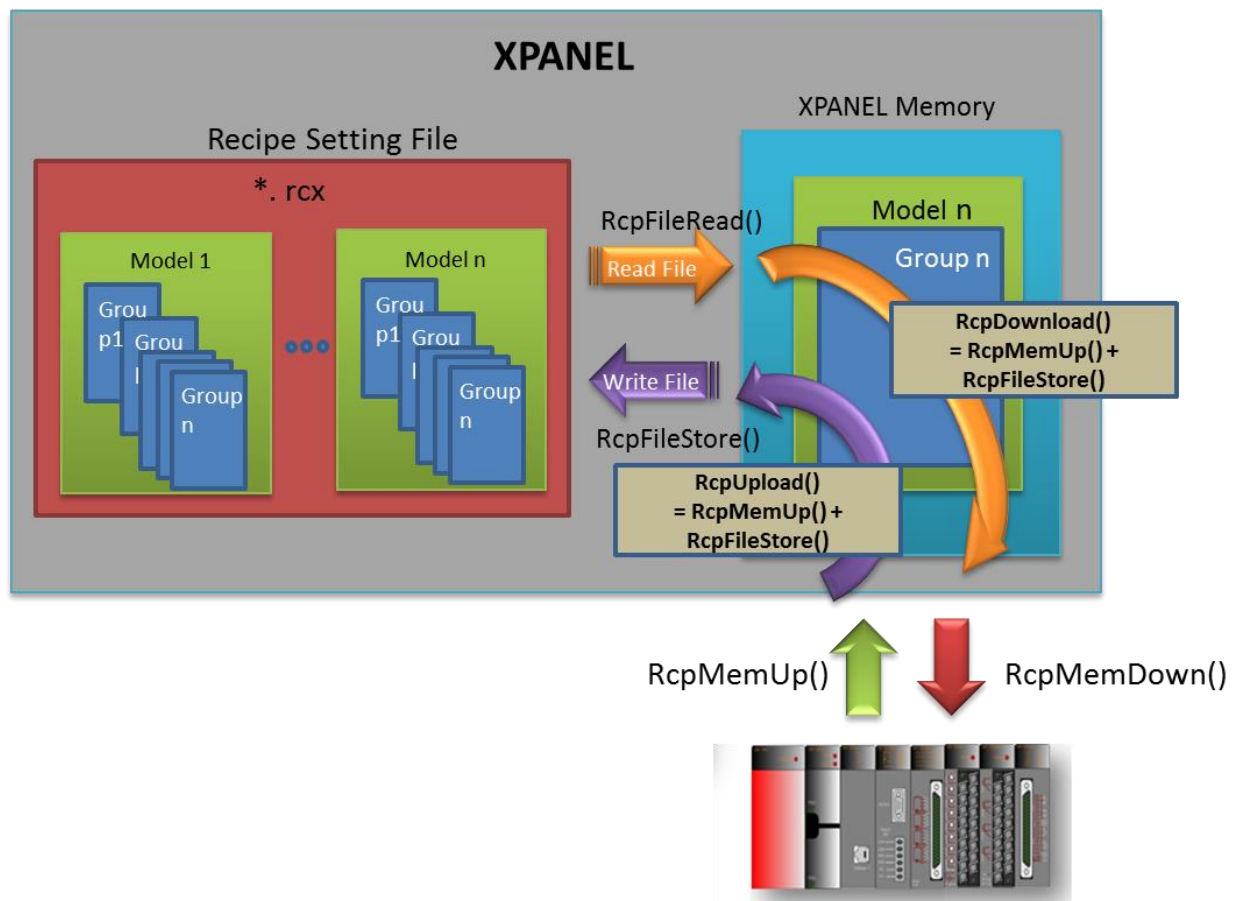 XPANEL
XPANEL Memory
Recipe Setting File
*. rcx
Model 1
Grou
p1
Grou
Group
n
Model n
Grou
p1
Grou
Group
n
RcpFileRead()
Read File
Write File
RcpFileStore()
Model n
Group n
RcpDownload()
= RcpMemUp() +
RcpFileStore()
RcpUpload()
= RcpMemUp() +
RcpFileStore()
RcpMemUp()
RcpMemDown()